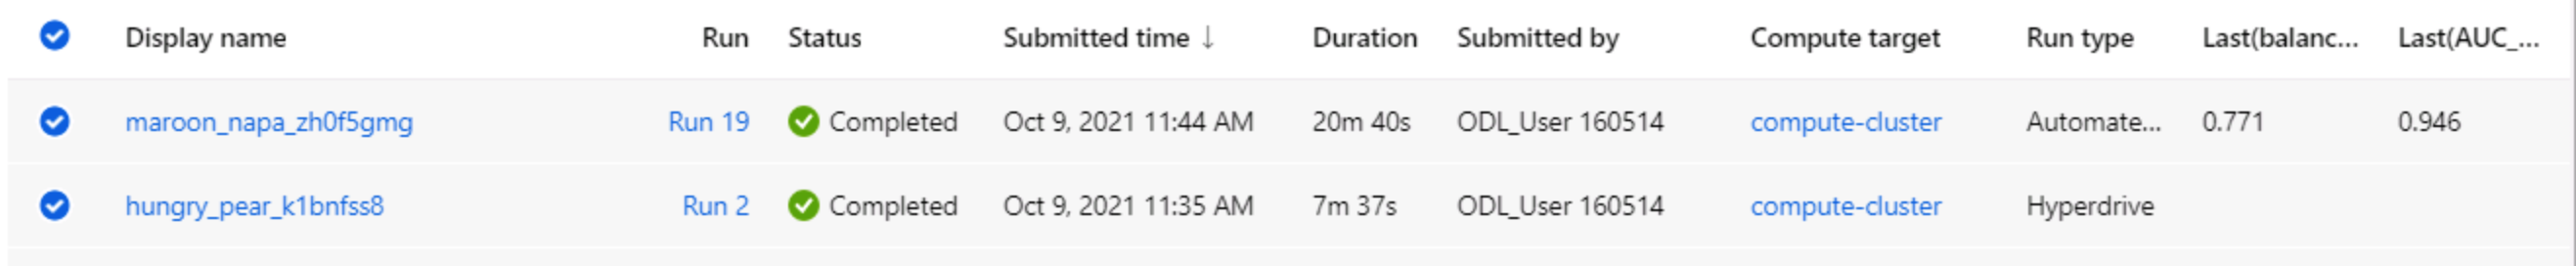 Display name Run Status Submitted time ↓ Duration Submitted by Compute target Run type Last(balanc... Last(AUC_...
maroon_napa_zh0f5gmg Run 19 Completed Oct 9, 2021 11:44 AM 20m 40s ODL_User 160514 compute-cluster Automate... 0.771 0.946
hungry_pear_k1bnfss8 Run 2 Completed Oct 9, 2021 11:35 AM 7m 37s ODL_User 160514 compute-cluster Hyperdrive